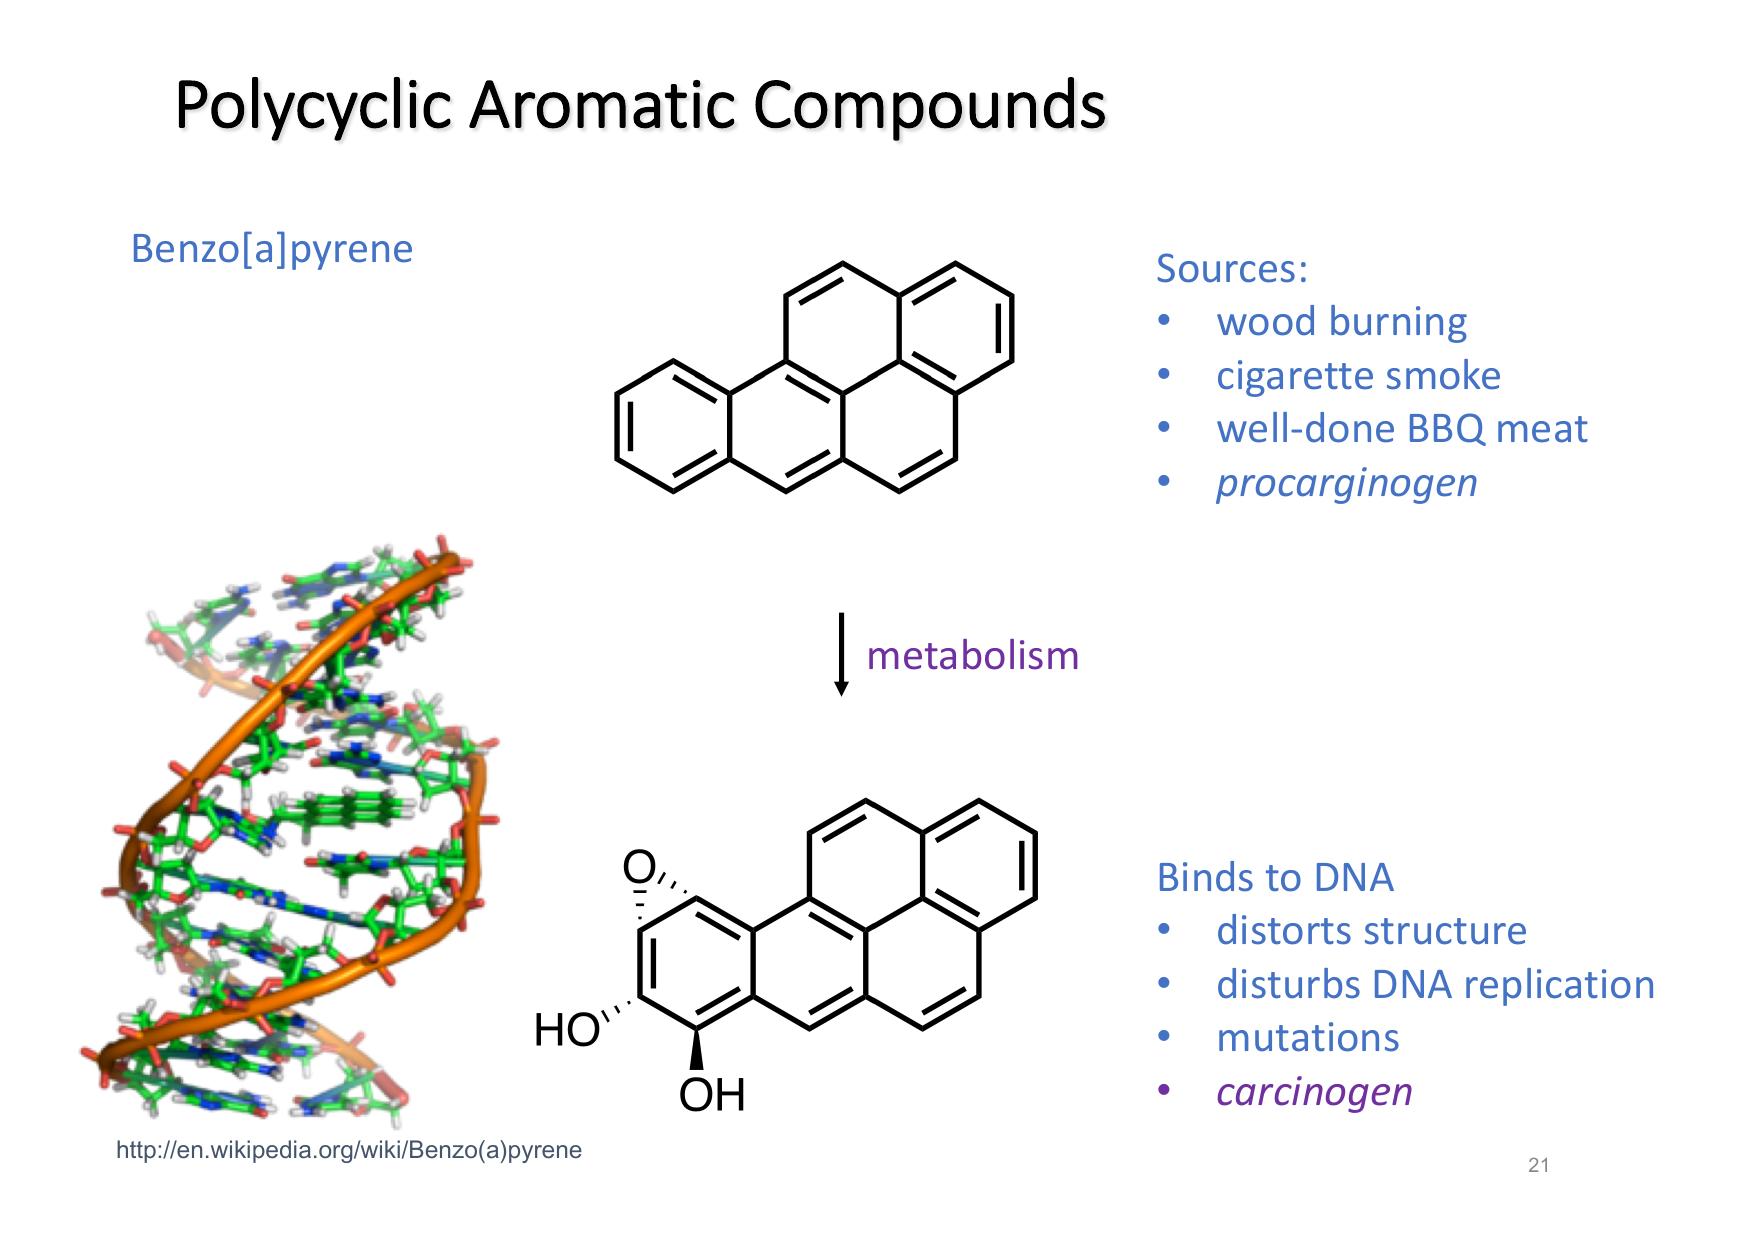 Polycyclic Aromatic Compounds
Benzo[a]pyrene
Sources:
• wood burning
• cigarette smoke
• well-done BBQ meat
• procarginogen
metabolism
O
HO
OH
Binds to DNA
• distorts structure
• disturbs DNA replication
• mutations
• carcinogen
http://en.wikipedia.org/wiki/Benzo(a)pyrene
21